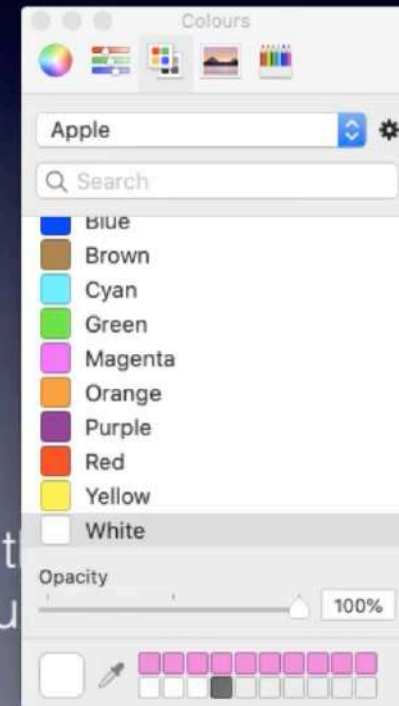 Colours
Apple
Search
Blue
Brown
Cyan
Green
Magenta
Orange
Purple
Red
Yellow
White
Opacity
100%